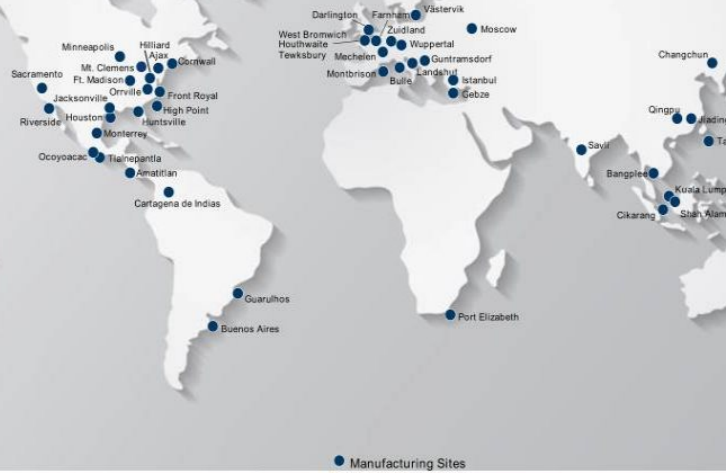 Darlington
Farnham
Västervik
West Bromwich
Zuidland
Moscow
Houthwaite
Wuppertal
Tewksbury
Mechelen
Guntramsdorf
Montbrison
Bulle
Landshut
Istanbul
Gebze
Minneapolis
Hilliard
Ajax
Cornwall
Mt. Clemens
Sacramento
Ft. Madison
Orrville
Front Royal
Jacksonville
High Point
Riverside
Houston
Huntsville
Monterrey
Ocoyoacac
Tlalnepantla
Amatitlan
Cartagena de Indias
Guarulhos
Buenos Aires
Port Elizabeth
Changchun
Qingpu
Jiading
Savli
Bangplee
Kuala Lump
Cikarang
Shah Alam
Manufacturing Sites